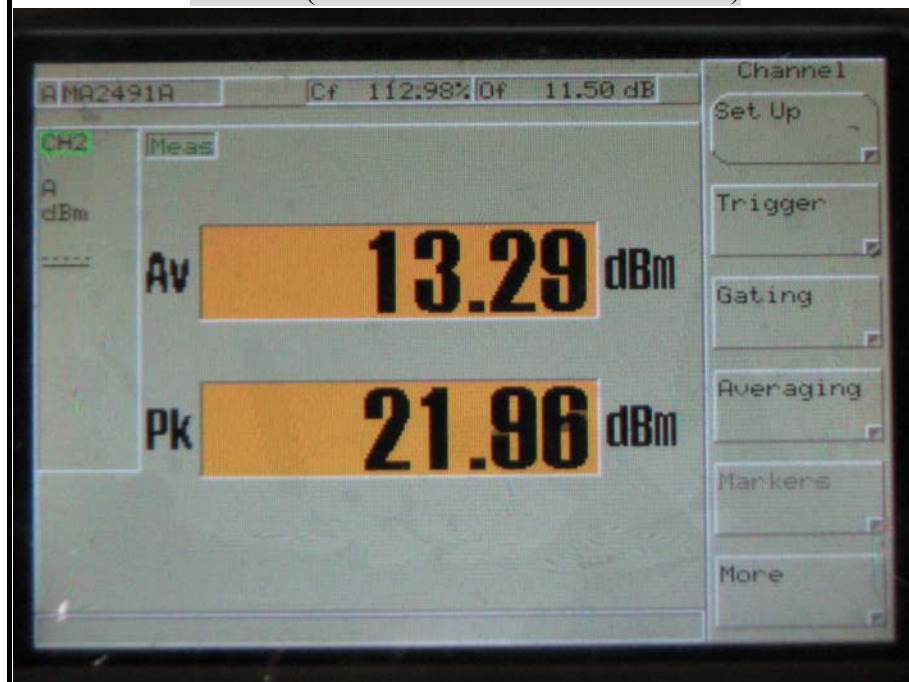 A MA2491A Cf 112.98% Of 11.50 dB
CH2 Meas
A
dBm
Av 13.29 dBm
Pk 21.96 dBm
Channel
Set Up
Trigger
Gating
Averaging
Markers
More